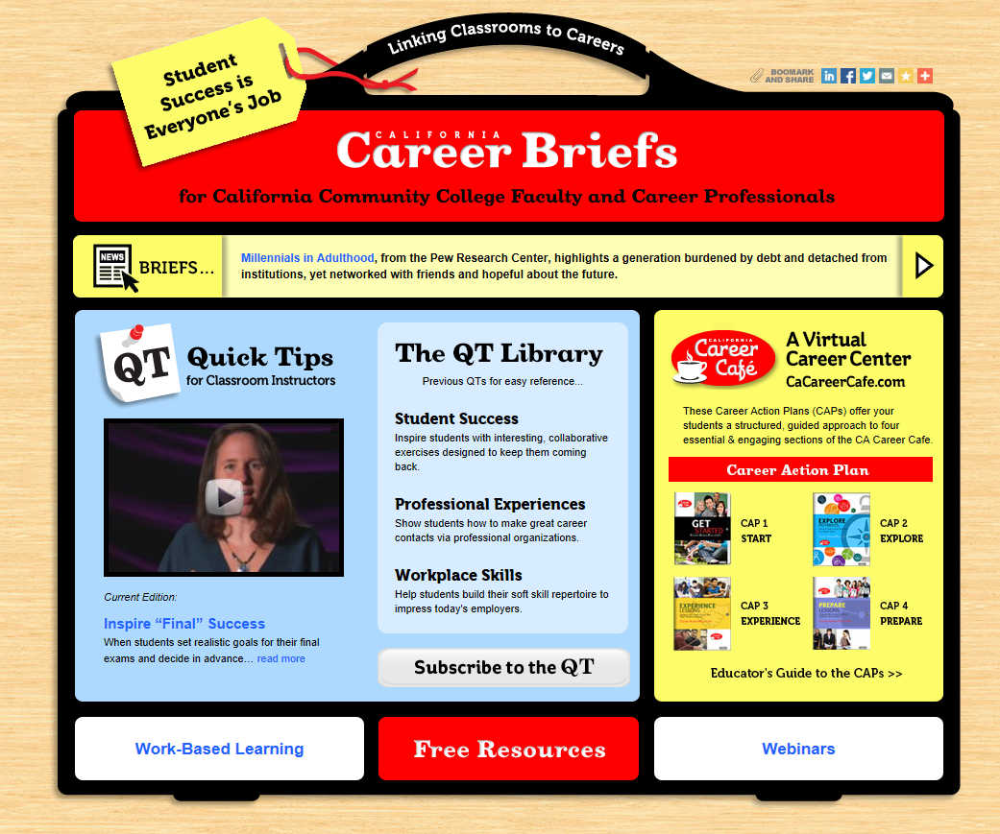 Linking Classrooms to Careers
Student
Success is
Everyone's Job
BOOMARK
AND SHARE
CALIFORNIA
Career Briefs
for California Community College Faculty and Career Professionals
NEWS
BRIEFS...
Millennials in Adulthood, from the Pew Research Center, highlights a generation burdened by debt and detached from
institutions, yet networked with friends and hopeful about the future.
QT
Quick Tips
for Classroom Instructors
Current Edition:
Inspire “Final” Success
When students set realistic goals for their final
exams and decide in advance… read more
The QT Library
Previous QTs for easy reference...
Student Success
Inspire students with interesting, collaborative
exercises designed to keep them coming
back.
Professional Experiences
Show students how to make great career
contacts via professional organizations.
Workplace Skills
Help students build their soft skill repertoire to
impress today's employers.
Subscribe to the QT
CALIFORNIA
Career
Café
A Virtual
Career Center
CaCareerCafe.com
These Career Action Plans (CAPs) offer your
students a structured, guided approach to four
essential & engaging sections of the CA Career Cafe.
Career Action Plan
GET
STARTED
CAP 1
START
EXPLORE
PATHWAYS
CAP 2
EXPLORE
EXPERIENCE
LESSONS
CAP 3
EXPERIENCE
PREPARE
LESSONS
CAP 4
PREPARE
Educator's Guide to the CAPs >>
Work-Based Learning
Free Resources
Webinars